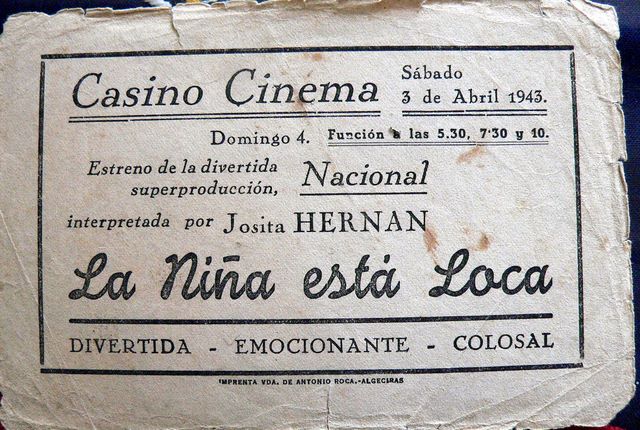 Casino Cinema
Sábado
3 de Abril 1943.
Domingo 4. Función a las 5.30, 7'30 y 10.
Estreno de la divertida
superproducción, Nacional
interpretada por Josita HERNAN
La Niña está Loca
DIVERTIDA - EMOCIONANTE - COLOSAL
IMPRENTA VDA. DE ANTONIO ROCA.-ALGECIRAS